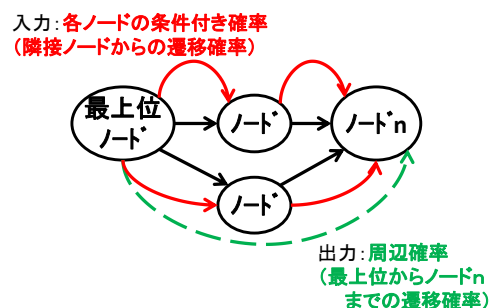 入力：各ノードの条件付き確率
（隣接ノードからの遷移確率）
最上位
ﾉｰﾄﾞ
ﾉｰﾄﾞ
ﾉｰﾄﾞn
ﾉｰﾄﾞ
出力：周辺確率
（最上位からノードn
までの遷移確率）